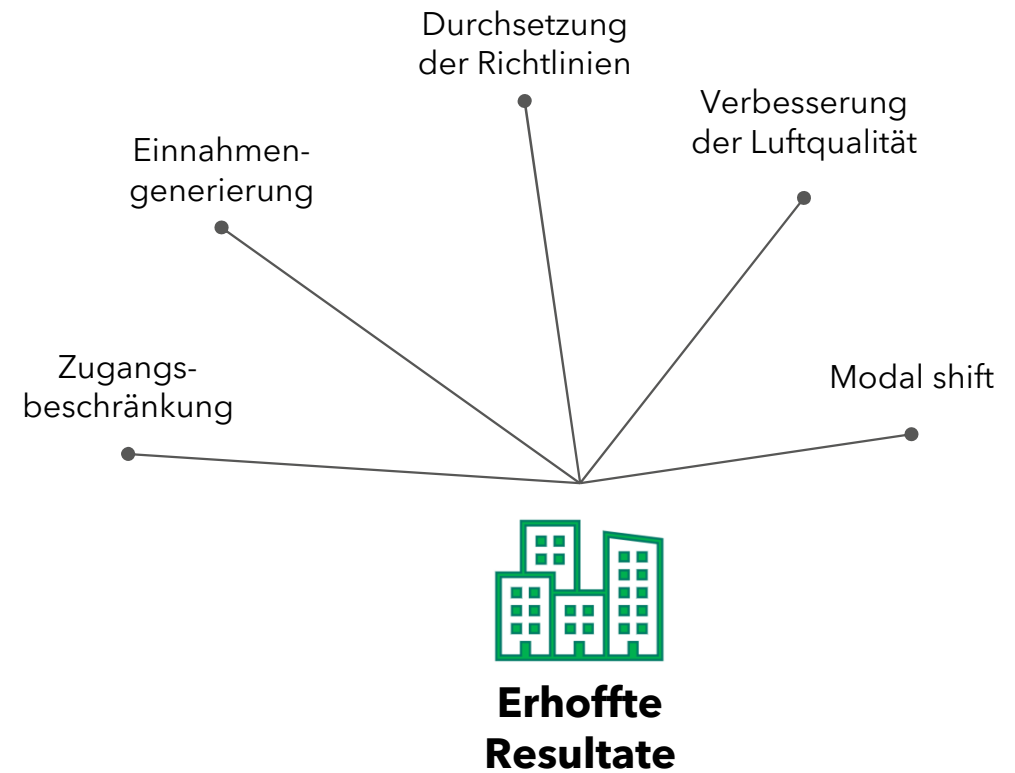 Durchsetzung
der Richtlinien
Verbesserung
der Luftqualität
Einnahmen-
generierung
Zugangs-
beschränkung
Modal shift
Erhoffte
Resultate